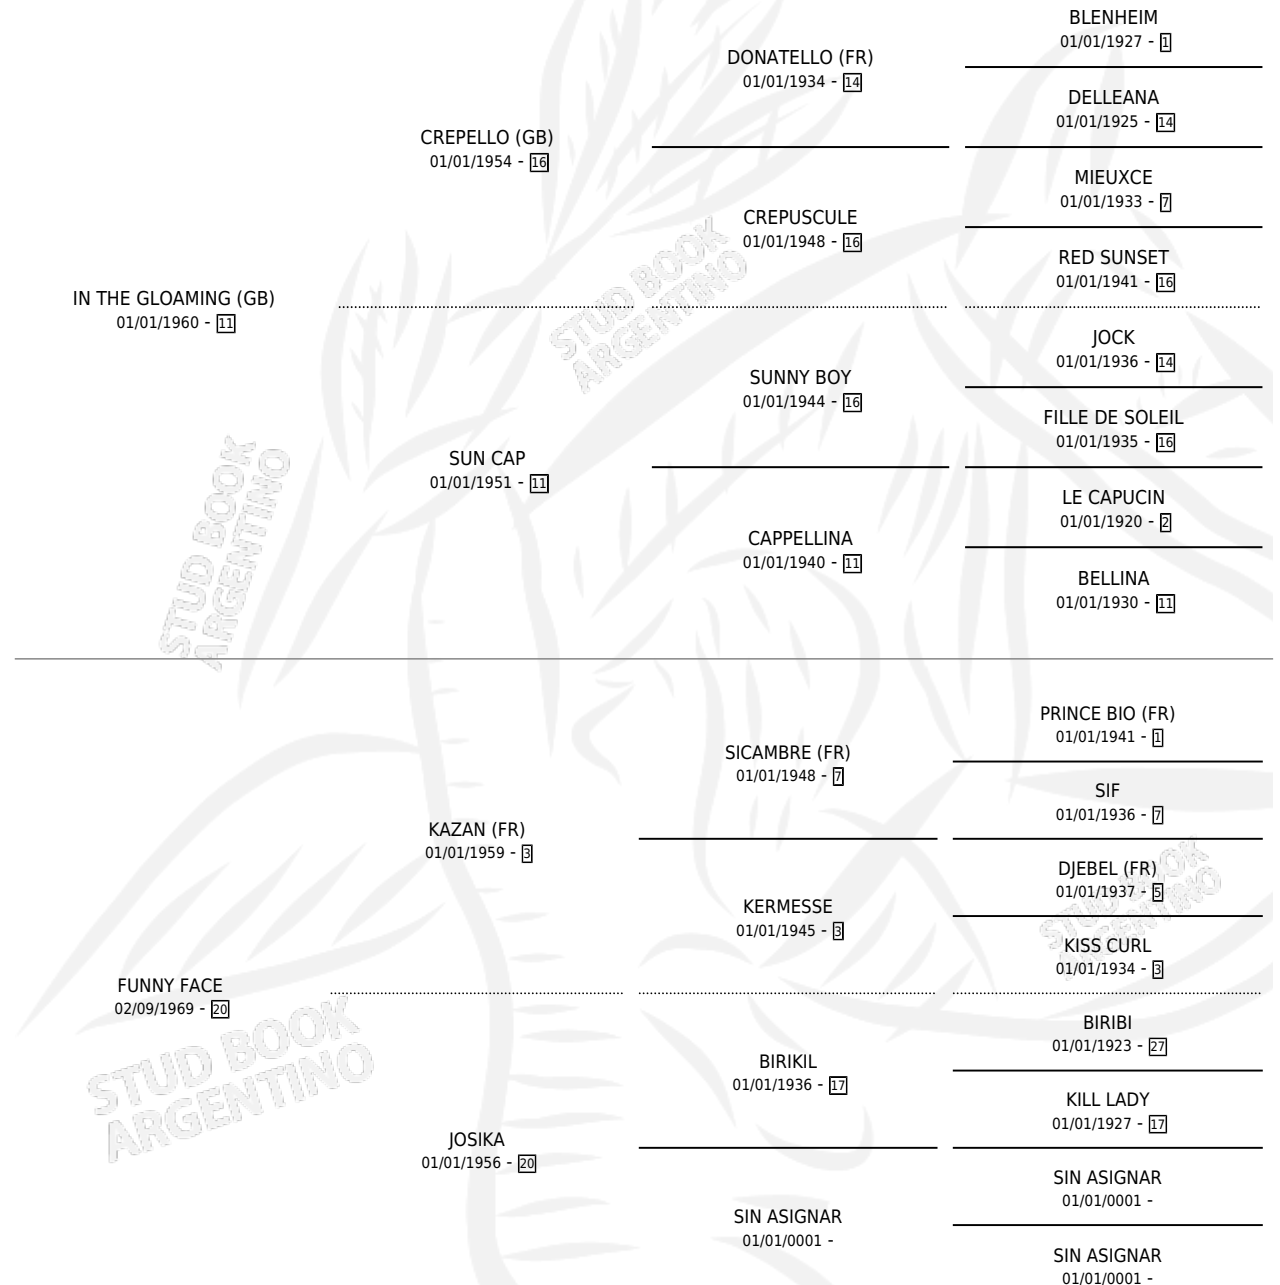 BLENHEIM
01/01/1927 - 1
DONATELLO (FR)
01/01/1934 - 14
DELLEANA
01/01/1925 - 14
CREPELLO (GB)
01/01/1954 - 16
MIEUXCE
01/01/1933 - 7
CREPUSCULE
01/01/1948 - 16
RED SUNSET
01/01/1941 - 16
IN THE GLOAMING (GB)
01/01/1960 - 11
STUD BOOK
ARGENTINO
JOCK
01/01/1936 - 14
SUNNY BOY
01/01/1944 - 16
FILLE DE SOLEIL
01/01/1935 - 16
SUN CAP
01/01/1951 - 11
LE CAPUCIN
01/01/1920 - 2
CAPPELLINA
01/01/1940 - 11
BELLINA
01/01/1930 - 11
STUD BOOK
ARGENTINO
PRINCE BIO (FR)
01/01/1941 - 1
SICAMBRE (FR)
01/01/1948 - 7
SIF
01/01/1936 - 7
KAZAN (FR)
01/01/1959 - 3
DJEBEL (FR)
01/01/1937 - 5
KERMESSE
01/01/1945 - 3
STUD BOOK
ARGENTINO
KISS CURL
01/01/1934 - 3
FUNNY FACE
02/09/1969 - 20
STUD BOOK
ARGENTINO
BIRIBI
01/01/1923 - 27
BIRIKIL
01/01/1936 - 17
KILL LADY
01/01/1927 - 17
JOSIKA
01/01/1956 - 20
SIN ASIGNAR
01/01/0001 -
SIN ASIGNAR
01/01/0001 -
SIN ASIGNAR
01/01/0001 -